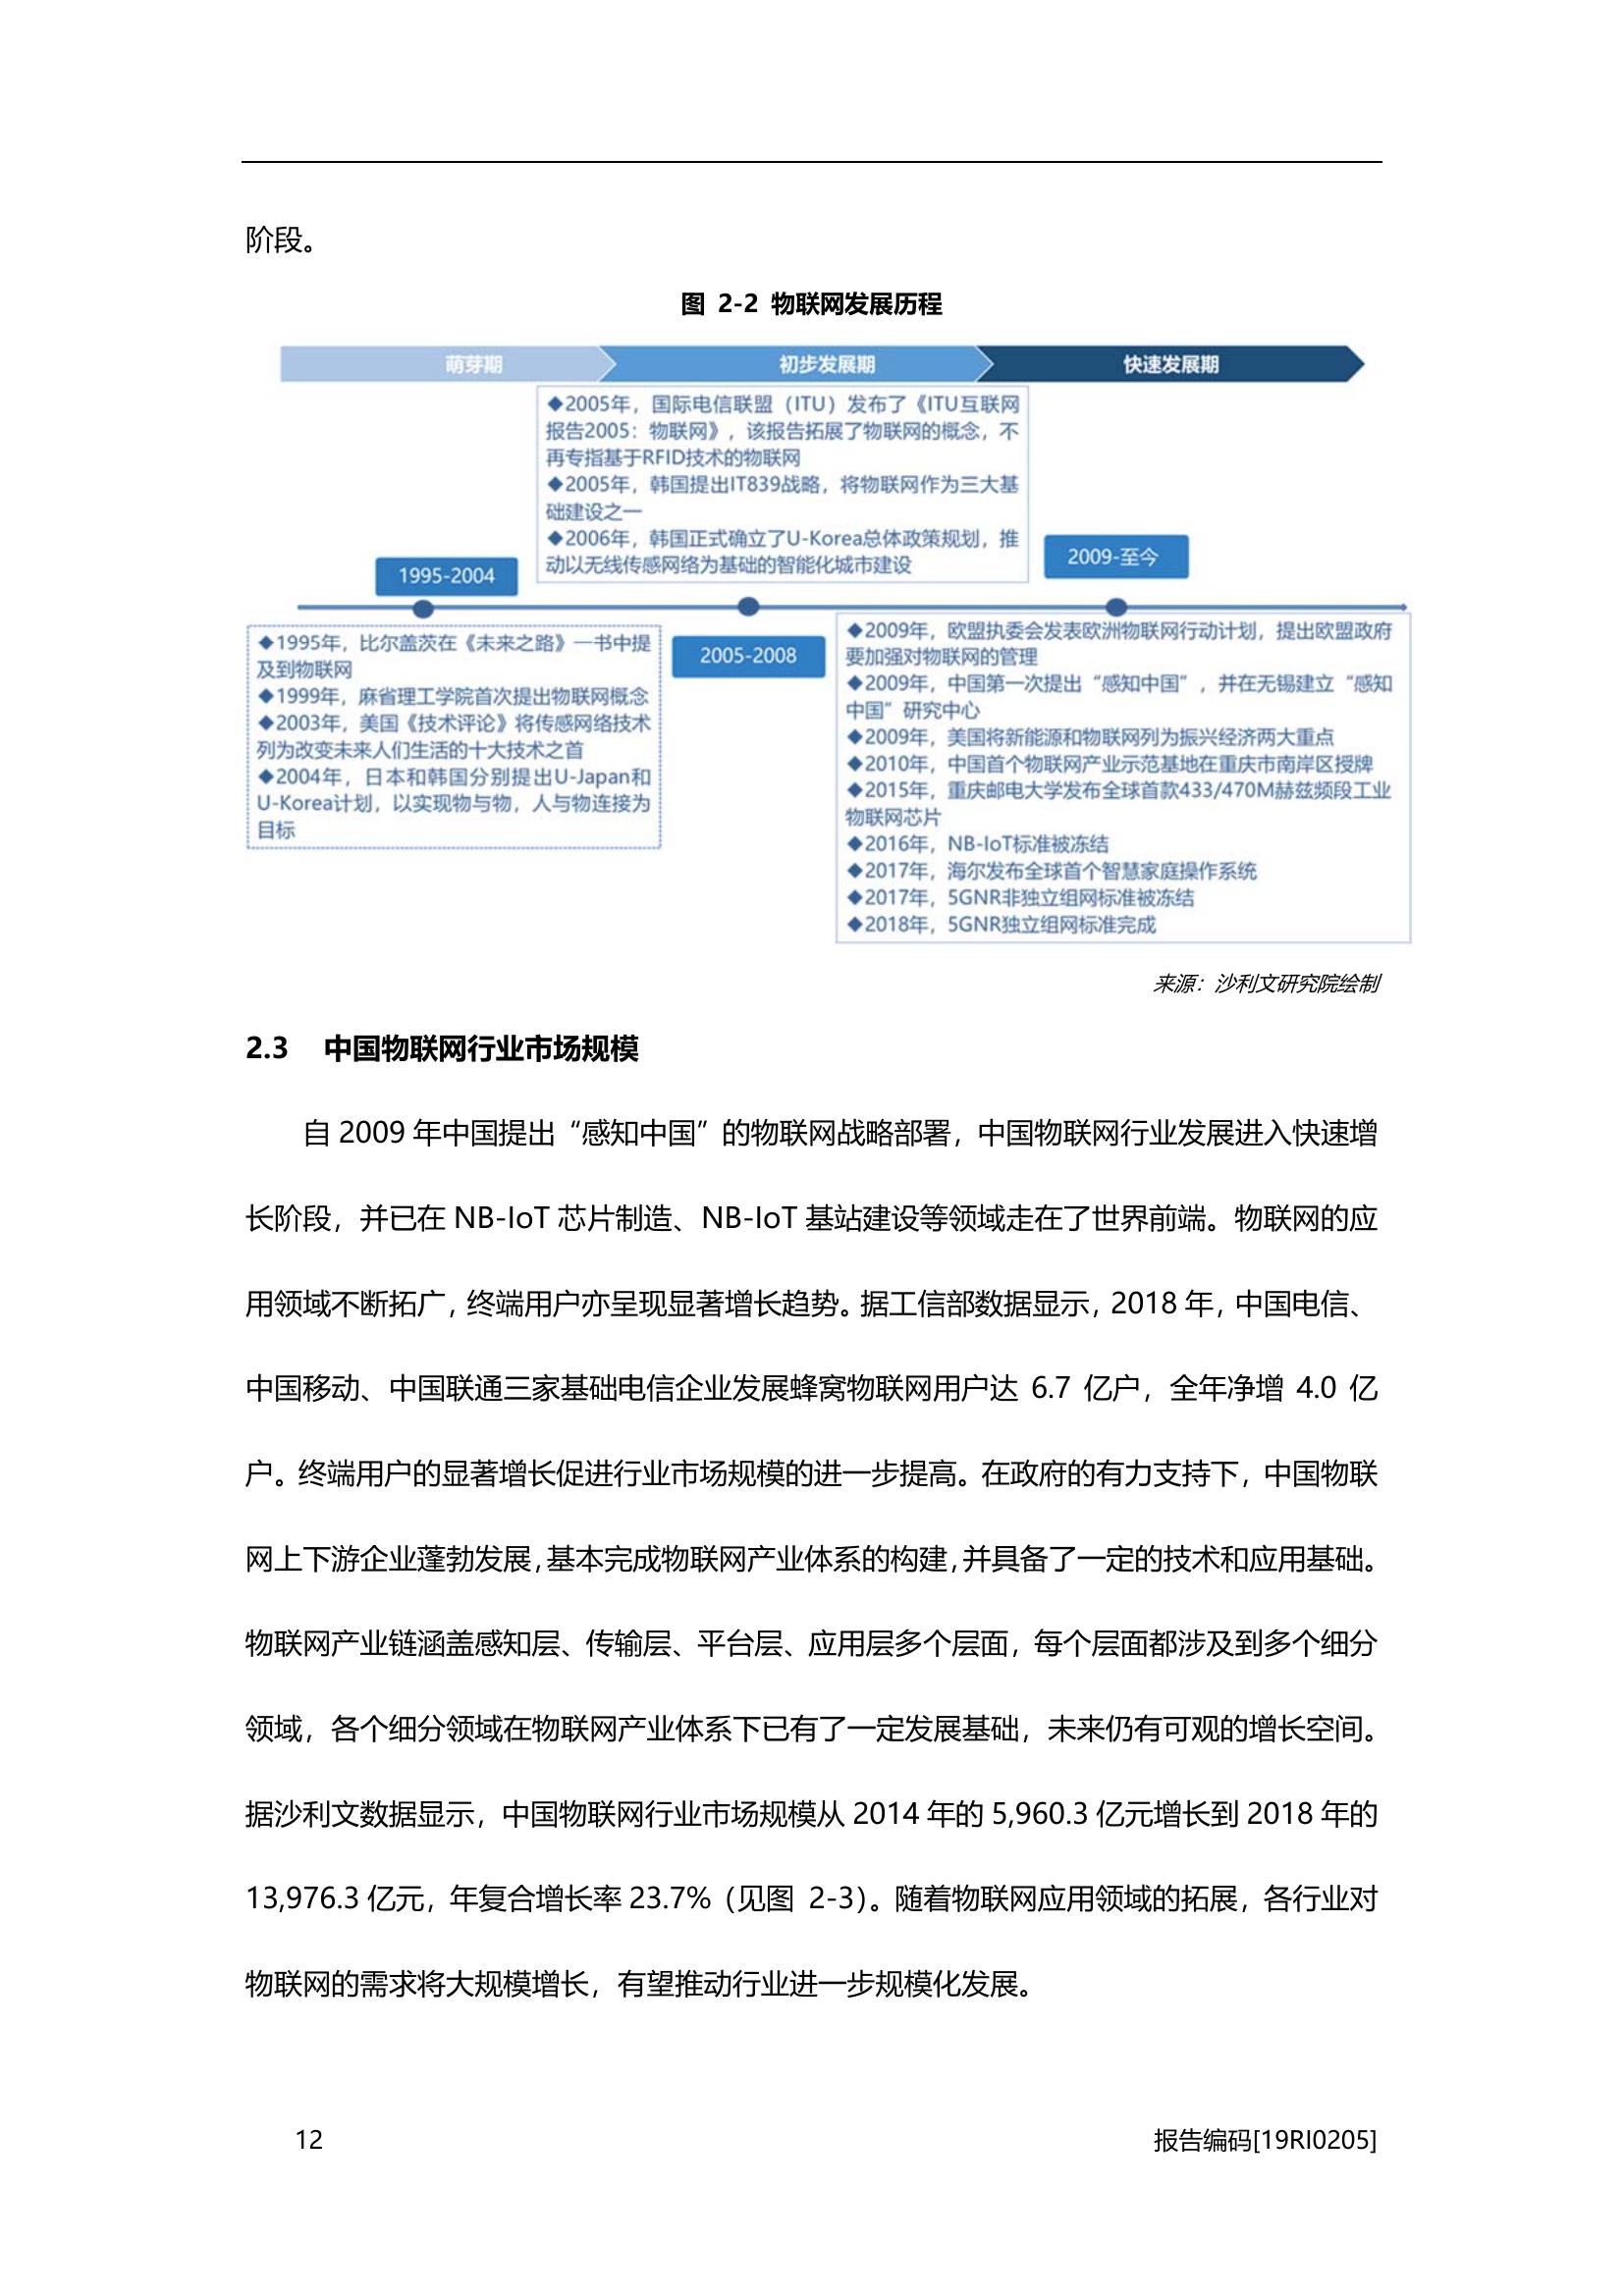 阶段。
图 2-2 物联网发展历程
萌芽期
初步发展期
快速发展期
◆2005年，国际电信联盟（ITU）发布了《ITU互联网
报告2005：物联网》，该报告拓展了物联网的概念，不
再专指基于RFID技术的物联网
◆2005年，韩国提出IT839战略，将物联网作为三大基
础建设之一
◆2006年，韩国正式确立了U-Korea总体政策规划，推
动以无线传感网络为基础的智能化城市建设
1995-2004
2009-至今
◆1995年，比尔盖茨在《未来之路》一书中提
及到物联网
◆1999年，麻省理工学院首次提出物联网概念
◆2003年，美国《技术评论》将传感网络技术
列为改变未来人们生活的十大技术之首
◆2004年，日本和韩国分别提出U-Japan和
U-Korea计划，以实现物与物，人与物连接为
目标
2005-2008
◆2009年，欧盟执委会发表欧洲物联网行动计划，提出欧盟政府
要加强对物联网的管理
◆2009年，中国第一次提出“感知中国”，并在无锡建立“感知
中国”研究中心
◆2009年，美国将新能源和物联网列为振兴经济两大重点
◆2010年，中国首个物联网产业示范基地在重庆市南岸区授牌
◆2015年，重庆邮电大学发布全球首款433/470M赫兹频段工业
物联网芯片
◆2016年，NB-IoT标准被冻结
◆2017年，海尔发布全球首个智慧家庭操作系统
◆2017年，5GNR非独立组网标准被冻结
◆2018年，5GNR独立组网标准完成
来源：沙利文研究院绘制
2.3 中国物联网行业市场规模
自 2009 年中国提出“感知中国”的物联网战略部署，中国物联网行业发展进入快速增
长阶段，并已在 NB-IoT 芯片制造、NB-IoT 基站建设等领域走在了世界前端。物联网的应
用领域不断拓广，终端用户亦呈现显著增长趋势。据工信部数据显示，2018 年，中国电信、
中国移动、中国联通三家基础电信企业发展蜂窝物联网用户达 6.7 亿户，全年净增 4.0 亿
户。终端用户的显著增长促进行业市场规模的进一步提高。在政府的有力支持下，中国物联
网上下游企业蓬勃发展，基本完成物联网产业体系的构建，并具备了一定的技术和应用基础。
物联网产业链涵盖感知层、传输层、平台层、应用层多个层面，每个层面都涉及到多个细分
领域，各个细分领域在物联网产业体系下已有了一定发展基础，未来仍有可观的增长空间。
据沙利文数据显示，中国物联网行业市场规模从 2014 年的 5,960.3 亿元增长到 2018 年的
13,976.3 亿元，年复合增长率 23.7%（见图 2-3）。随着物联网应用领域的拓展，各行业对
物联网的需求将大规模增长，有望推动行业进一步规模化发展。
12
报告编码[19RI0205]